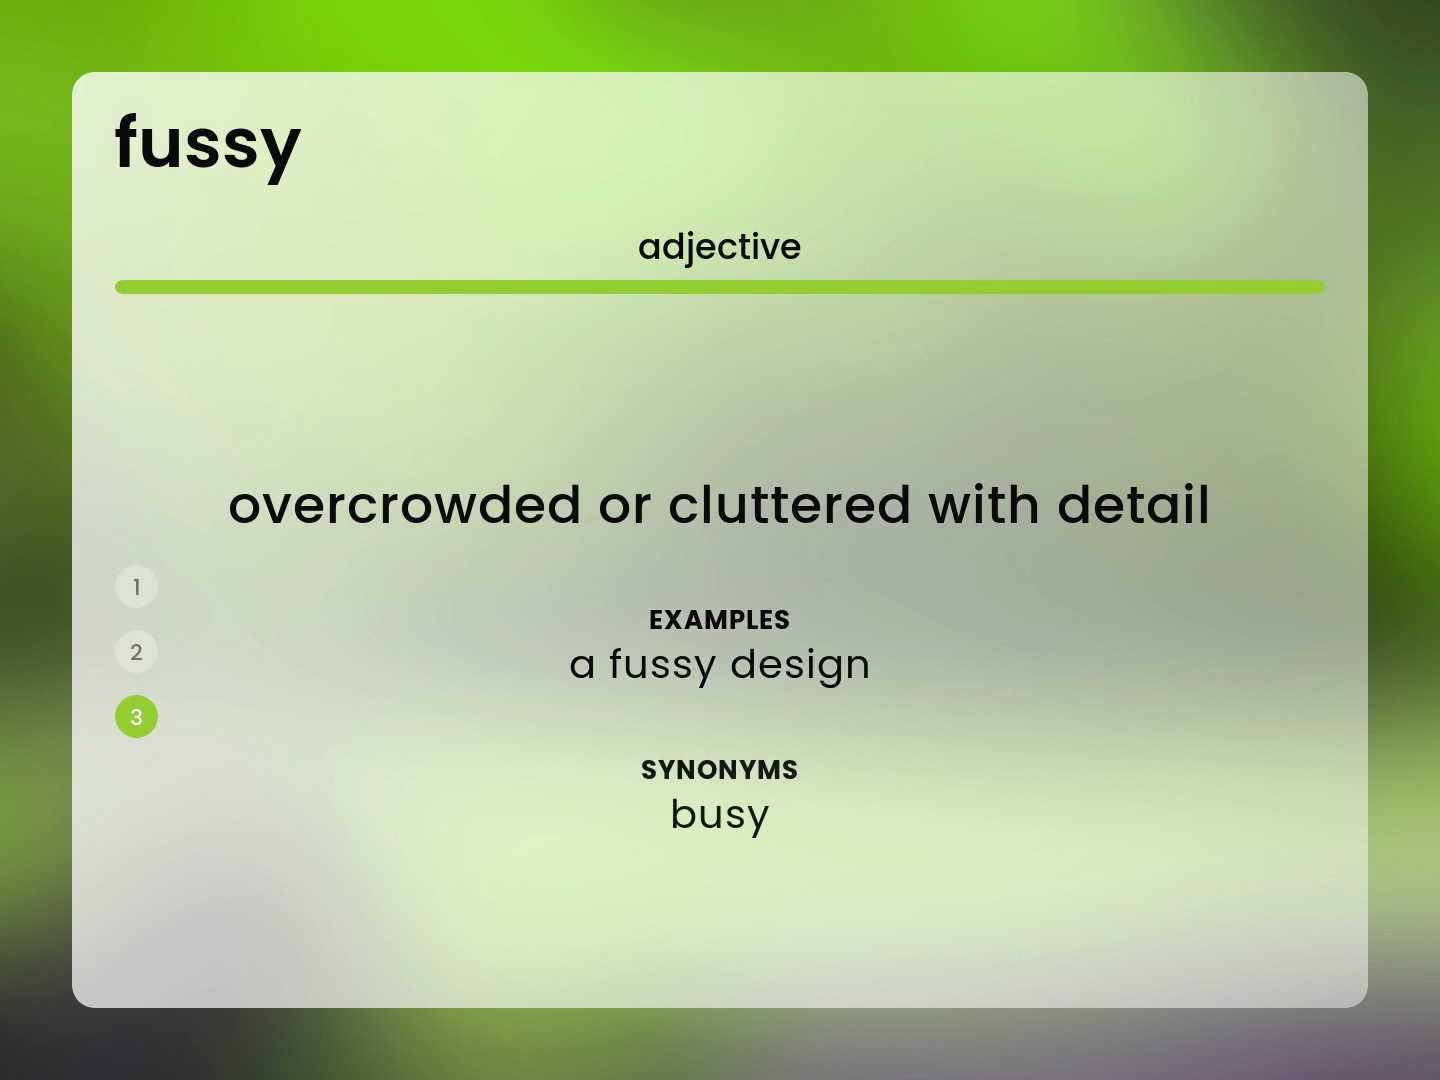 fussy
adjective
overcrowded or cluttered with detail
1
2
3
EXAMPLES
a fussy design
SYNONYMS
busy